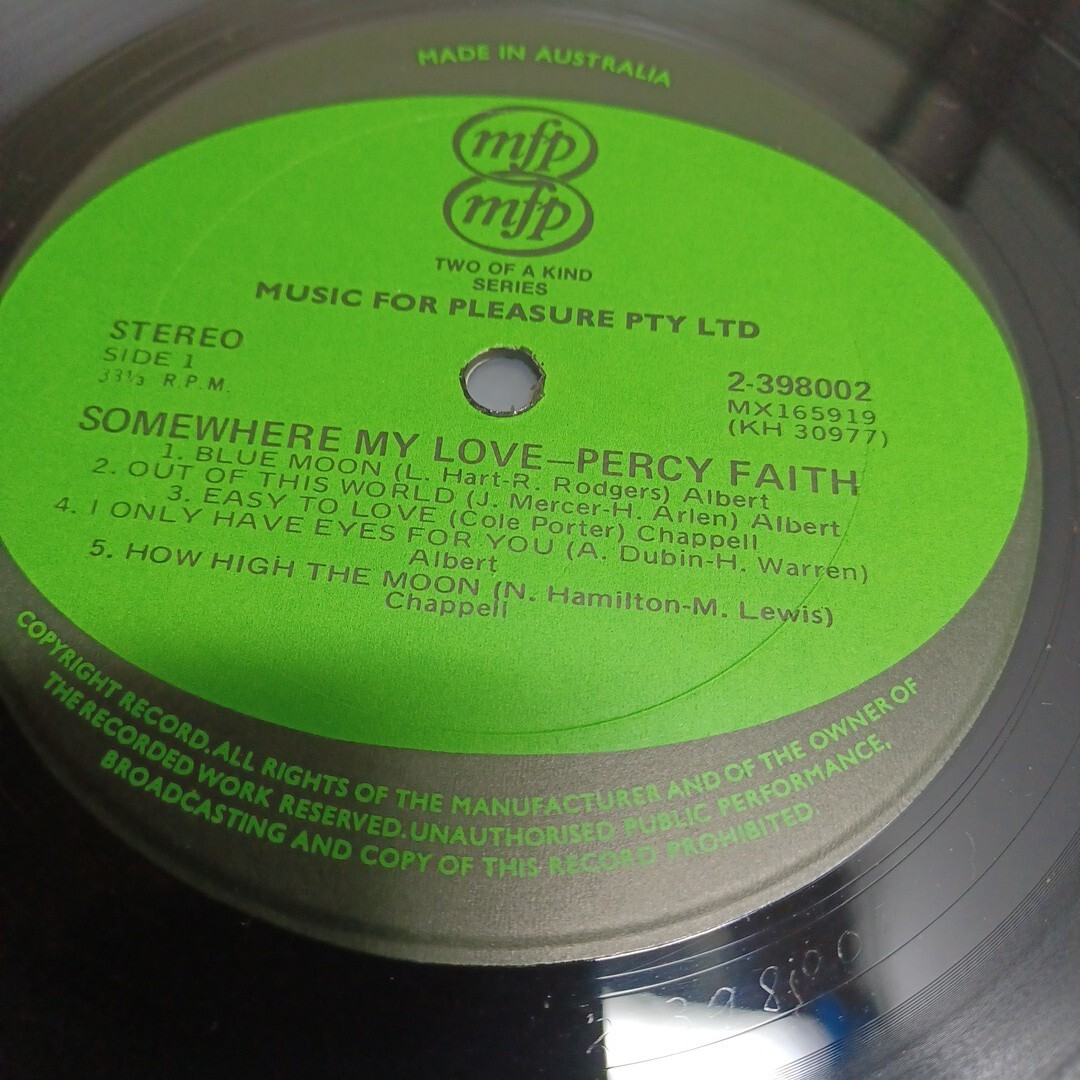 MADE IN AUSTRALIA
mfp
mfp
TWO OF A KIND
SERIES
MUSIC FOR PLEASURE PTY LTD
STEREO
SIDE 1
33⅓ R.P.M.
2-398002
MX165919
(KH 30977)
SOMEWHERE MY LOVE—PERCY FAITH
1. BLUE MOON (L. Hart-R. Rodgers) Albert
2. OUT OF THIS WORLD (J. Mercer-H. Arlen) Albert
3. EASY TO LOVE (Cole Porter) Chappell
4. I ONLY HAVE EYES FOR YOU (A. Dubin-H. Warren)
Albert
5. HOW HIGH THE MOON (N. Hamilton-M. Lewis)
Chappell
COPYRIGHT RECORD. ALL RIGHTS OF THE MANUFACTURER AND OF THE OWNER OF
THE RECORDED WORK RESERVED. UNAUTHORISED PUBLIC PERFORMANCE,
BROADCASTING AND COPY OF THIS RECORD PROHIBITED.